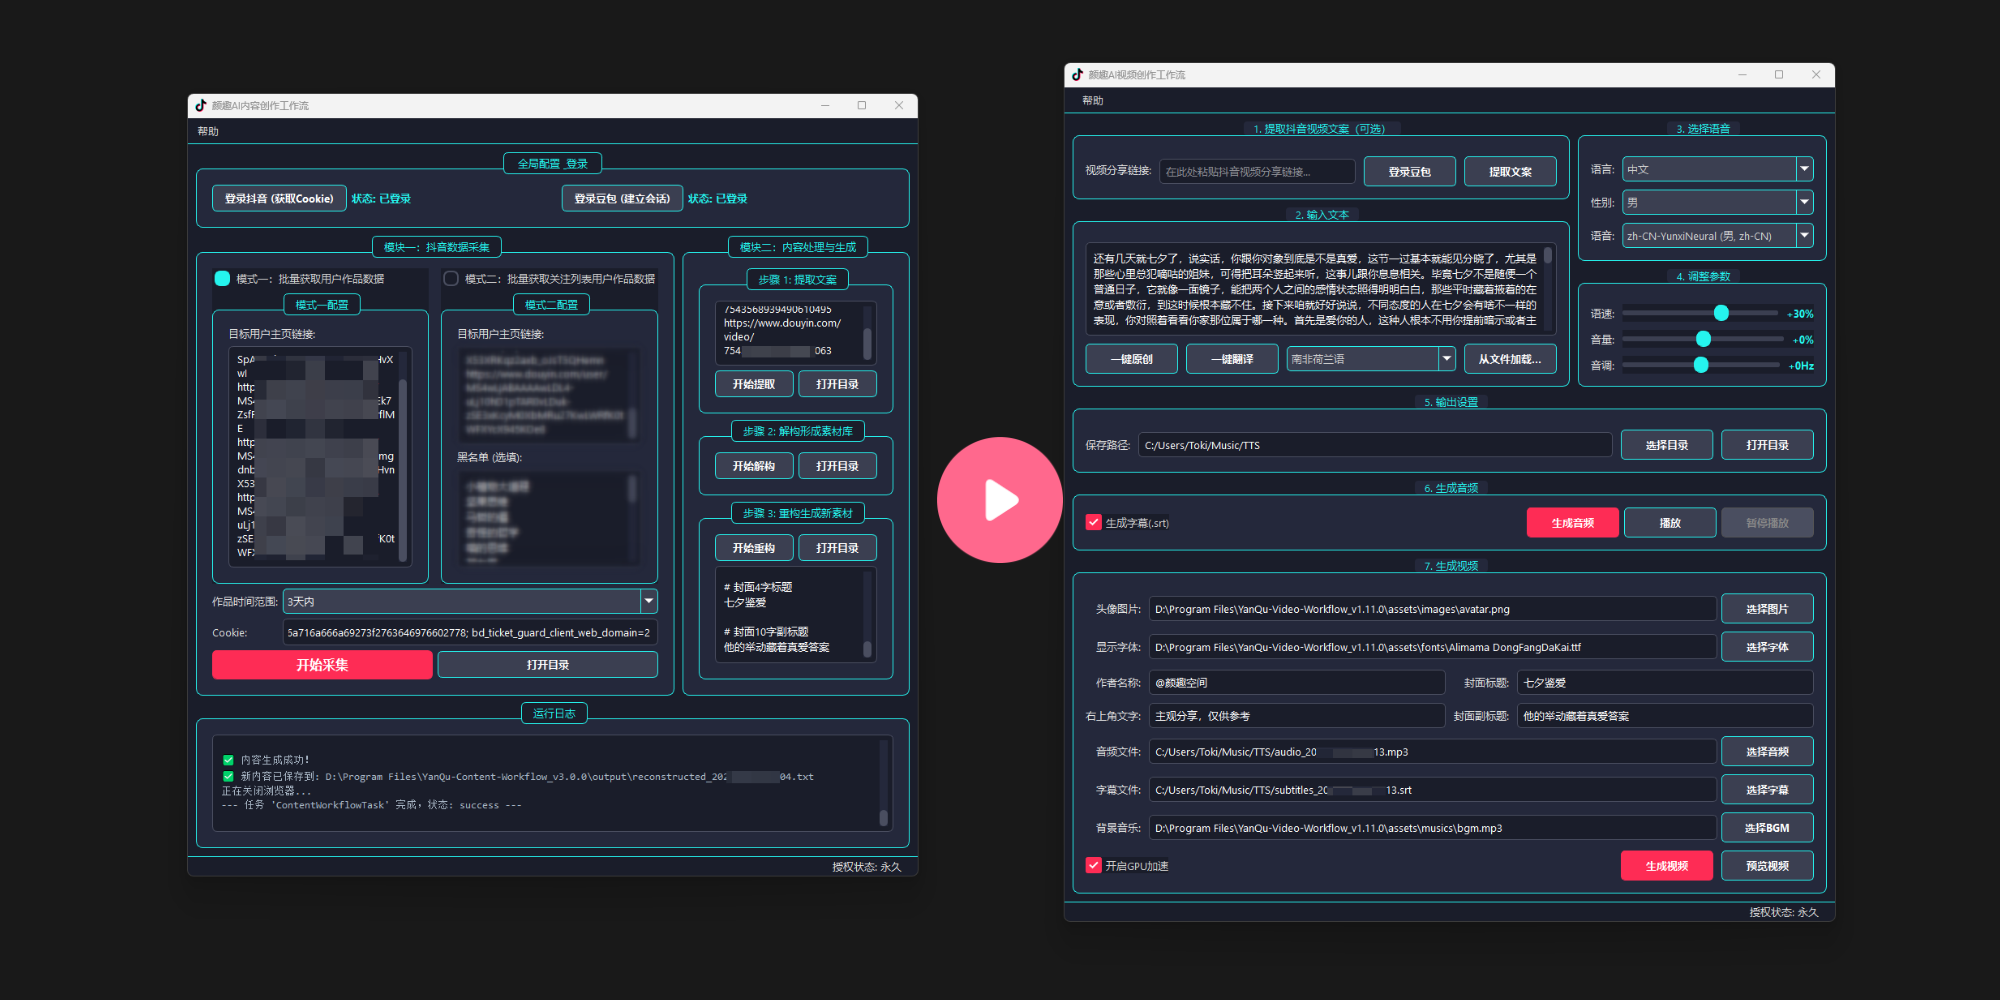 颜趣AI内容创作工作流
帮助
全局配置_登录
登录抖音 (获取Cookie)
状态: 已登录
登录豆包 (建立会话)
状态: 已登录
模块一：抖音数据采集
模式一：批量获取用户作品数据
模式二：批量获取关注列表用户作品数据
模式一配置
目标用户主页链接:
wl
http
ZsfF
E
http
dnb
X53
http
zSE
模式二配置
目标用户主页链接:
黑名单 (选填):
作品时间范围:
3天内
Cookie:
5a716a666a69273f2763646976602778; bd_ticket_guard_client_web_domain=2
开始采集
打开目录
模块二：内容处理与生成
步骤 1: 提取文案
7543568939490610495
https://www.douyin.com/
video/
754 063
开始提取
打开目录
步骤 2: 解构形成素材库
开始解构
打开目录
步骤 3: 重构生成新素材
开始重构
打开目录
# 封面4字标题
七夕鉴爱
# 封面10字副标题
他的举动藏着真爱答案
运行日志
✅ 内容生成成功!
✅ 新内容已保存到: D:\Program Files\YanQu-Content-Workflow_v3.0.0\output\reconstructed_202 04.txt
正在关闭浏览器...
--- 任务 'ContentWorkflowTask' 完成，状态: success ---
授权状态: 永久
颜趣AI视频创作工作流
帮助
1. 提取抖音视频文案（可选）
视频分享链接:
在此处粘贴抖音视频分享链接...
登录豆包
提取文案
2. 输入文本
还有几天就七夕了，说实话，你跟你对象到底是不是真爱，这节一过基本就能见分晓了，尤其是
那些心里总犯嘀咕的姐妹，可得把耳朵竖起来听，这事儿跟你息息相关。毕竟七夕不是随便一个
普通日子，它就像一面镜子，能把两个人之间的感情状态照得明明白白，那些平时藏着掖着的在
意或者敷衍，到这时候根本藏不住。接下来咱就好好说说，不同态度的人在七夕会有啥不一样的
表现，你对照着看看你家那位属于哪一种。首先是爱你的人，这种人根本不用你提前暗示或者主
一键原创
一键翻译
南非荷兰语
从文件加载...
3. 选择语音
语言:
中文
性别:
男
语音:
zh-CN-YunxiNeural (男, zh-CN)
4. 调整参数
语速:
+30%
音量:
+0%
音调:
+0Hz
5. 输出设置
保存路径:
C:/Users/Toki/Music/TTS
选择目录
打开目录
6. 生成音频
生成字幕(.srt)
生成音频
播放
暂停播放
7. 生成视频
头像图片:
D:\Program Files\YanQu-Video-Workflow_v1.11.0\assets\images\avatar.png
选择图片
显示字体:
D:\Program Files\YanQu-Video-Workflow_v1.11.0\assets\fonts\Alimama DongFangDaKai.ttf
选择字体
作者名称:
@颜趣空间
封面标题:
七夕鉴爱
右上角文字:
主观分享，仅供参考
封面副标题:
他的举动藏着真爱答案
音频文件:
C:/Users/Toki/Music/TTS/audio_20 13.mp3
选择音频
字幕文件:
C:/Users/Toki/Music/TTS/subtitles_20 13.srt
选择字幕
背景音乐:
D:\Program Files\YanQu-Video-Workflow_v1.11.0\assets\musics\bgm.mp3
选择BGM
开启GPU加速
生成视频
预览视频
授权状态: 永久